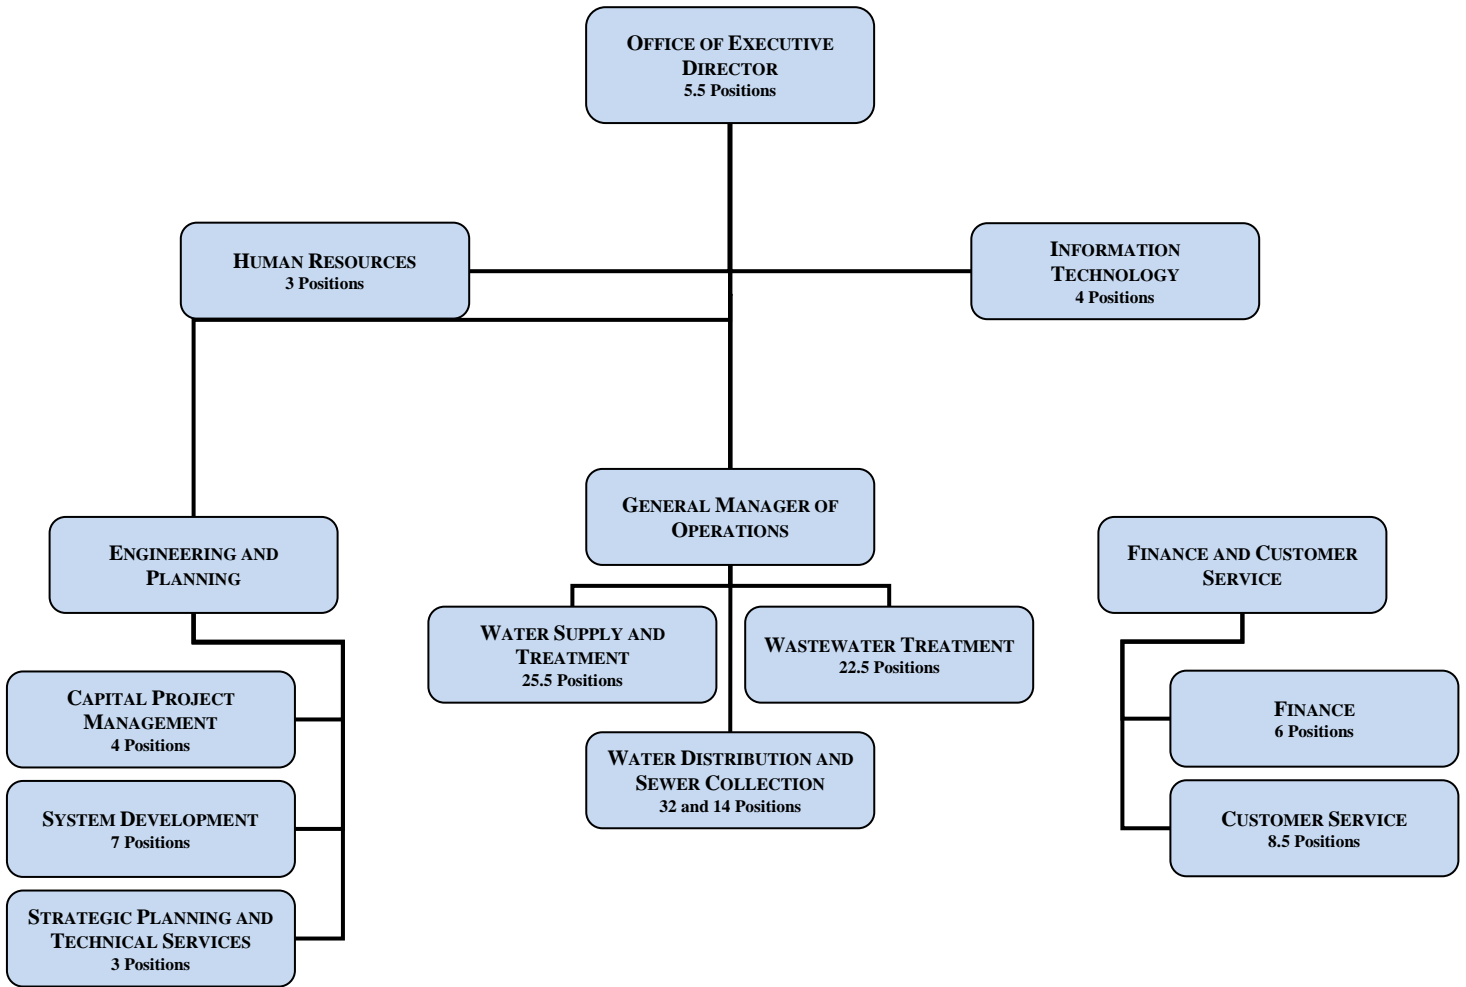 OFFICE OF EXECUTIVE
DIRECTOR
5.5 Positions
HUMAN RESOURCES
3 Positions
INFORMATION
TECHNOLOGY
4 Positions
ENGINEERING AND
PLANNING
GENERAL MANAGER OF
OPERATIONS
FINANCE AND CUSTOMER
SERVICE
CAPITAL PROJECT
MANAGEMENT
4 Positions
SYSTEM DEVELOPMENT
7 Positions
STRATEGIC PLANNING AND
TECHNICAL SERVICES
3 Positions
WATER SUPPLY AND
TREATMENT
25.5 Positions
WASTEWATER TREATMENT
22.5 Positions
WATER DISTRIBUTION AND
SEWER COLLECTION
32 and 14 Positions
FINANCE
6 Positions
CUSTOMER SERVICE
8.5 Positions